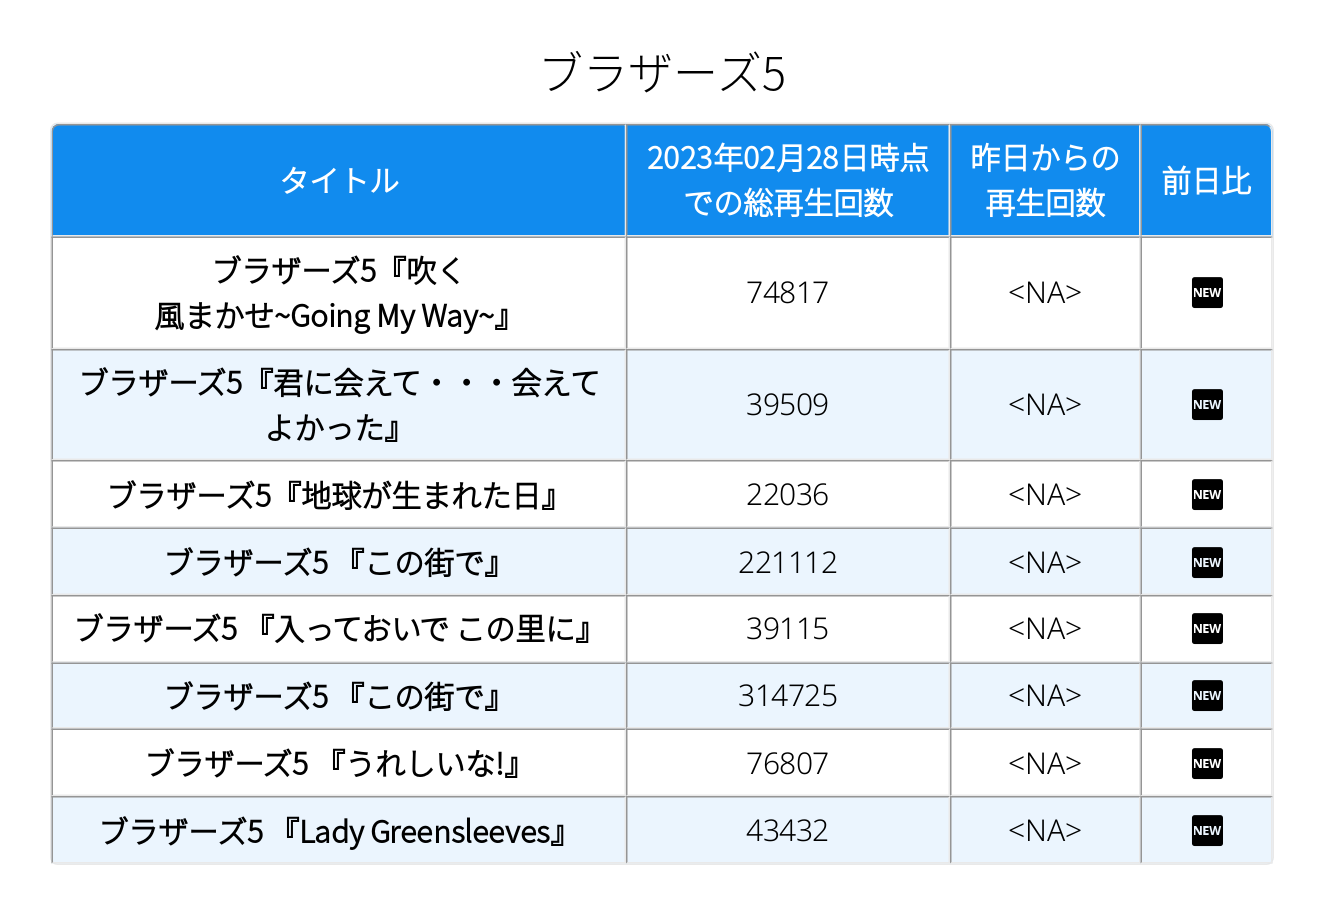 ブラザーズ5
タイトル
2023年02月28日時点
での総再生回数
昨日からの
再生回数
前日比
ブラザーズ5『吹く
風まかせ~Going My Way~』
74817
<NA>
NEW
ブラザーズ5『君に会えて・・・会えて
よかった』
39509
<NA>
NEW
ブラザーズ5『地球が生まれた日』
22036
<NA>
NEW
ブラザーズ5 『この街で』
221112
<NA>
NEW
ブラザーズ5 『入っておいで この里に』
39115
<NA>
NEW
ブラザーズ5 『この街で』
314725
<NA>
NEW
ブラザーズ5 『うれしいな!』
76807
<NA>
NEW
ブラザーズ5 『Lady Greensleeves』
43432
<NA>
NEW